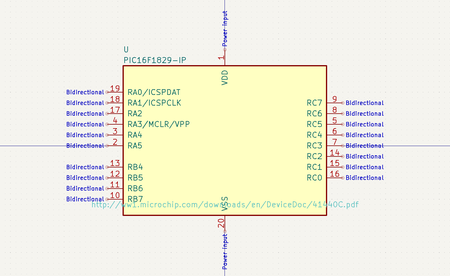 Power input
1
VDD
U
PIC16F1829-IP
Bidirectional 19 RA0/ICSPDAT
Bidirectional 18 RA1/ICSPCLK
Bidirectional 17 RA2
Bidirectional 4 RA3/MCLR/VPP
Bidirectional 3 RA4
Bidirectional 2 RA5
Bidirectional 13 RB4
Bidirectional 12 RB5
Bidirectional 11 RB6
Bidirectional 10 RB7
RC7 9 Bidirectional
RC6 8 Bidirectional
RC5 5 Bidirectional
RC4 6 Bidirectional
RC3 7 Bidirectional
RC2 14 Bidirectional
RC1 15 Bidirectional
RC0 16 Bidirectional
http://ww1.microchip.com/downloads/en/DeviceDoc/41440C.pdf
VSS
20
Power input